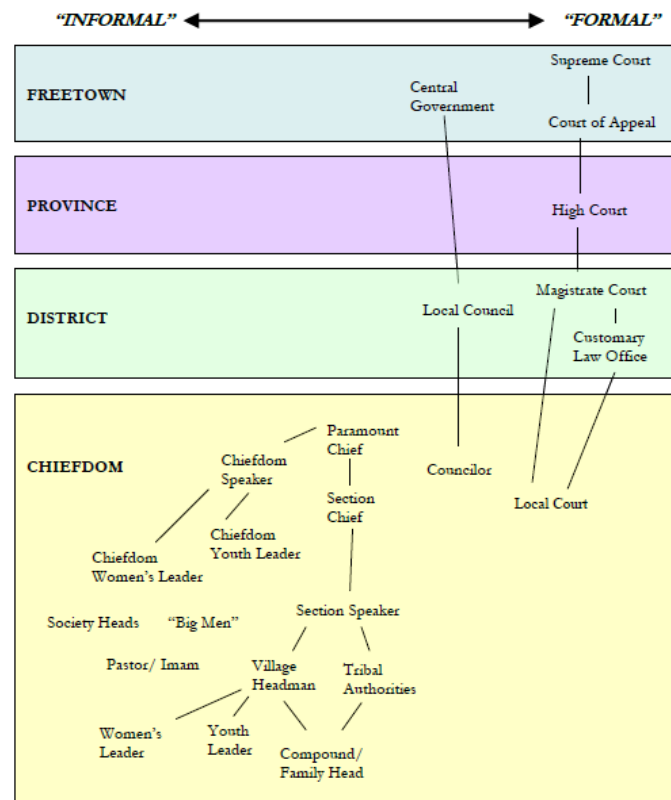 “INFORMAL”
“FORMAL”
FREETOWN
Central
Government
Supreme Court
Court of Appeal
PROVINCE
High Court
DISTRICT
Local Council
Magistrate Court
Customary
Law Office
CHIEFDOM
Paramount
Chief
Chiefdom
Speaker
Councilor
Section
Chief
Local Court
Chiefdom
Youth Leader
Chiefdom
Women’s Leader
Society Heads
“Big Men”
Section Speaker
Pastor/ Imam
Village
Headman
Tribal
Authorities
Women’s
Leader
Youth
Leader
Compound/
Family Head